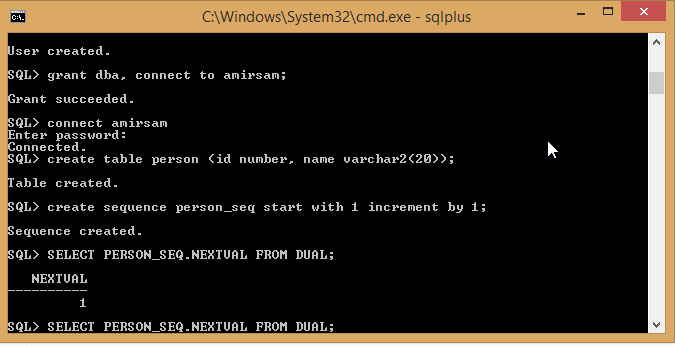 C:\Windows\System32\cmd.exe - sqlplus
User created.
SQL> grant dba, connect to amirsam;
Grant succeeded.
SQL> connect amirsam
Enter password:
Connected.
SQL> create table person (id number, name varchar2(20));
Table created.
SQL> create sequence person_seq start with 1 increment by 1;
Sequence created.
SQL> SELECT PERSON_SEQ.NEXTVAL FROM DUAL;
NEXTVAL
----------
1
SQL> SELECT PERSON_SEQ.NEXTVAL FROM DUAL;